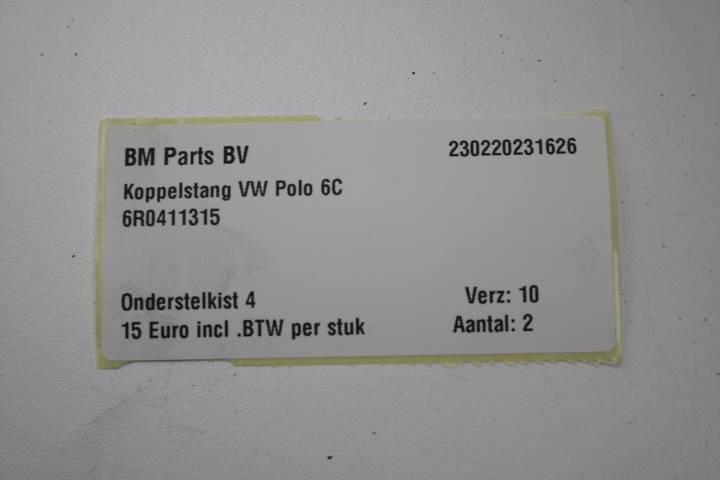 BM Parts BV 230220231626
Koppelstang VW Polo 6C
6R0411315
Onderstelkist 4 Verz: 10
15 Euro incl .BTW per stuk Aantal: 2